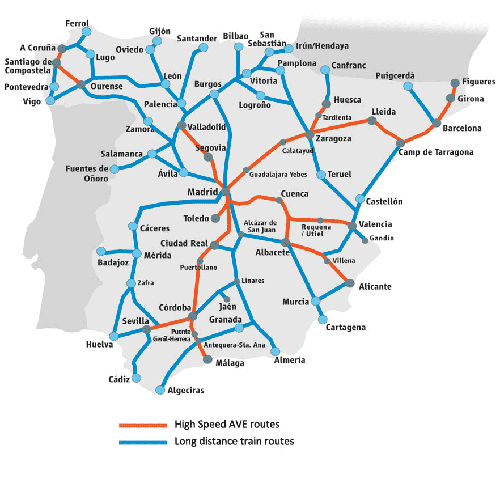 Ferrol
Gijón
Santander
Bilbao
San
Sebastián
Irún/Hendaya
A Coruña
Oviedo
Lugo
Santiago de
Compostela
León
Pamplona
Canfranc
Puigcerdá
Figueres
Pontevedra
Ourense
Burgos
Vitoria
Vigo
Palencia
Logroño
Huesca
Girona
Tardienta
Lleida
Zamora
Valladolid
Zaragoza
Barcelona
Salamanca
Segovia
Calatayud
Camp de Tarragona
Fuentes de
Oñoro
Ávila
Guadalajara Yebes
Teruel
Madrid
Cuenca
Castellón
Toledo
Cáceres
Alcázar de
San Juan
Requena
/ Utiel
Valencia
Gandía
Ciudad Real
Albacete
Badajoz
Mérida
Puertollano
Villena
Zafra
Linares
Alicante
Córdoba
Jaén
Murcia
Sevilla
Granada
Cartagena
Puente
Genil-Herrera
Huelva
Antequera-Sta. Ana
Almería
Málaga
Cádiz
Algeciras
High Speed AVE routes
Long distance train routes